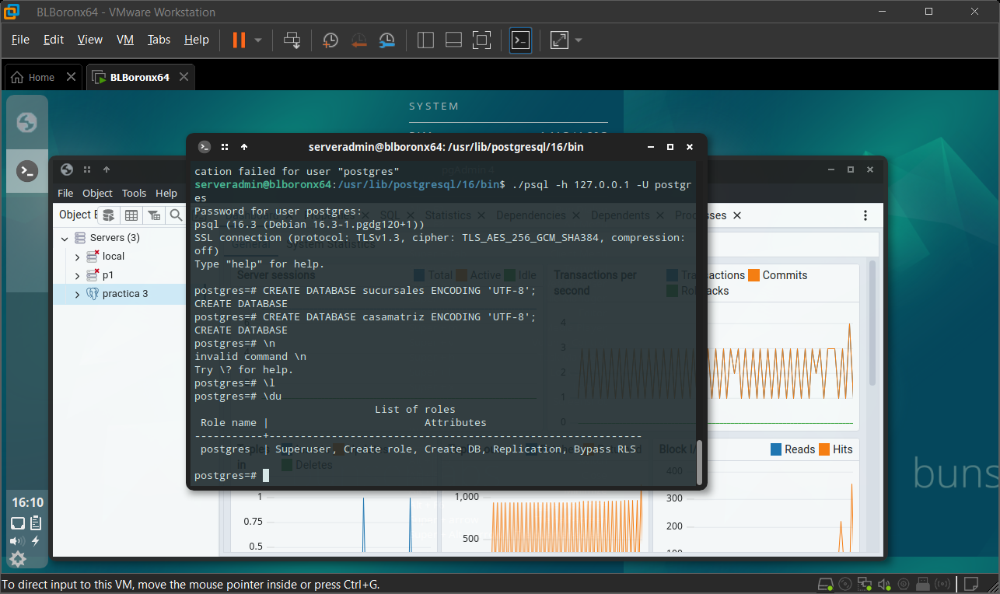 BLBoronx64 - VMware Workstation
File Edit View VM Tabs Help
Home
BLBoronx64
SYSTEM
serveradmin@blboronx64: /usr/lib/postgresql/16/bin
cation failed for user "postgres"
serveradmin@blboronx64:/usr/lib/postgresql/16/bin$ ./psql -h 127.0.0.1 -U postgr
es
Password for user postgres:
psql (16.3 (Debian 16.3-1.pgdg120+1))
SSL connection (protocol: TLSv1.3, cipher: TLS_AES_256_GCM_SHA384, compression:
off)
Type "help" for help.
postgres=# CREATE DATABASE sucursales ENCODING 'UTF-8';
CREATE DATABASE
postgres=# CREATE DATABASE casamatriz ENCODING 'UTF-8';
CREATE DATABASE
postgres=# \n
invalid command \n
Try \? for help.
postgres=# \l
postgres=# \du
List of roles
Role name | Attributes
-----------+------------------------------------------------------------
postgres | Superuser, Create role, Create DB, Replication, Bypass RLS
postgres=#
File Object Tools Help
Object E
Servers (3)
local
p1
practica 3
SQL Statistics Dependencies Dependents Processes
General System Statistics
Server sessions
Total Active Idle
Transactions per
second
Transactions Commits
Rollbacks
4
3
2
1
0
Tuples
in
Deletes
1
0.75
0.5
1,000
500
Block I/
Reads Hits
400
300
200
100
buns
16:10
To direct input to this VM, move the mouse pointer inside or press Ctrl+G.